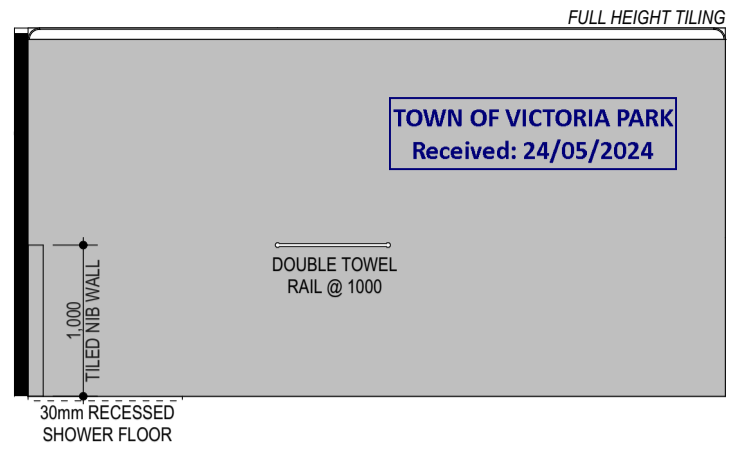 FULL HEIGHT TILING
TOWN OF VICTORIA PARK
Received: 24/05/2024
DOUBLE TOWEL
RAIL @ 1000
1,000
TILED NIB WALL
30mm RECESSED
SHOWER FLOOR